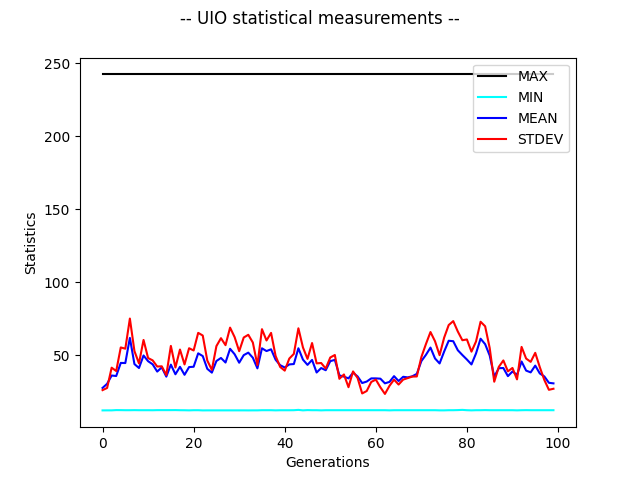 -- UIO statistical measurements --
250
200
150
100
50
Statistics
MAX
MIN
MEAN
STDEV
0 20 40 60 80 100
Generations